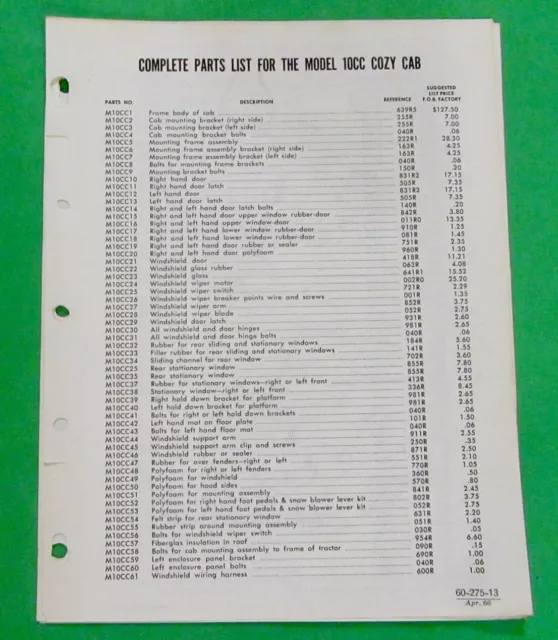 COMPLETE PARTS LIST FOR THE MODEL 10CC COZY CAB
PARTS NO. DESCRIPTION REFERENCE SUGGESTED LIST PRICE F.O.B. FACTORY
M10CC1 Frame body of cab 639R5 $127.50
M10CC2 Cab mounting bracket (right side) 255R 7.00
M10CC3 Cab mounting bracket (left side) 255R 7.00
M10CC4 Cab mounting bracket bolts 040R .06
M10CC5 Mounting frame assembly 222R1 28.50
M10CC6 Mounting frame assembly bracket (right side) 163R 4.25
M10CC7 Mounting frame assembly bracket (left side) 163R 4.25
M10CC8 Bolts for mounting frame brackets 040R .06
M10CC9 Mounting bracket bolts 150R .20
M10CC10 Right hand door 831R2 17.15
M10CC11 Right hand door latch 505R 7.35
M10CC12 Left hand door 831R2 17.15
M10CC13 Left hand door latch 505R 7.35
M10CC14 Right and left hand door latch bolts 140R .20
M10CC15 Right and left hand door upper window rubber-door 842R 3.80
M10CC16 Right and left hand upper window-door 011R0 13.35
M10CC17 Right and left hand lower window rubber-door 910R 1.25
M10CC18 Right and left hand lower window rubber-door 081R 1.45
M10CC19 Right and left hand door rubber or sealer 751R 2.35
M10CC20 Right and left hand door polyfoam 960R 1.30
M10CC21 Windshield door 418R 11.21
M10CC22 Windshield glass rubber 063R 4.08
M10CC23 Windshield glass 641R1 15.52
M10CC24 Windshield wiper motor 002R0 25.20
M10CC25 Windshield wiper switch 721R 2.29
M10CC26 Windshield wiper breaker points wire and screws 001R 1.35
M10CC27 Windshield wiper arm 852R 3.75
M10CC28 Windshield wiper blade 052R 2.75
M10CC29 Windshield door latch 931R 2.60
M10CC30 All windshield and door hinges 981R 2.65
M10CC31 All windshield and door hinge bolts 040R .06
M10CC32 Rubber for rear sliding and stationary windows 184R 5.60
M10CC33 Filler rubber for rear sliding and stationary windows 141R 1.55
M10CC34 Sliding channel for rear window 702R 3.60
M10CC35 Rear stationary window 855R 7.80
M10CC35 Rear stationary window 855R 7.80
M10CC37 Rubber for stationary windows—right or left front 413R 4.55
M10CC38 Stationary window—right or left front 336R 8.45
M10CC39 Right hold down bracket for platform 981R 2.65
M10CC40 Left hold down bracket for platform 981R 2.65
M10CC41 Bolts for right or left hold down brackets 040R .06
M10CC42 Left hand mat on floor plate 101R 1.50
M10CC43 Bolts for left hand floor mat 040R .06
M10CC44 Windshield support arm 911R 2.55
M10CC45 Windshield support arm clip and screws 250R .35
M10CC46 Windshield rubber or sealer 871R 2.50
M10CC47 Rubber for over fenders—right or left 551R 2.10
M10CC48 Polyfoam for right or left fenders 770R 1.05
M10CC49 Polyfoam for windshield 360R .50
M10CC50 Polyfoam for hood sides 570R .80
M10CC51 Polyfoam for mounting assembly 841R 2.45
M10CC52 Polyfoam for right hand foot pedals & snow blower lever kit 802R 3.75
M10CC53 Polyfoam for left hand foot pedals & snow blower lever kit 052R 2.75
M10CC54 Felt strip for rear stationary window 631R 2.20
M10CC55 Rubber strip around mounting assembly 051R 1.40
M10CC56 Bolts for windshield wiper switch 030R .05
M10CC57 Fiberglas insulation in roof 954R 6.60
M10CC58 Bolts for cab mounting assembly to frame of tractor 090R .15
M10CC59 Left enclosure panel bracket 690R 1.00
M10CC60 Left enclosure panel bolts 040R .06
M10CC61 Windshield wiring harness 600R 1.00
60-275-13
Apr. 66